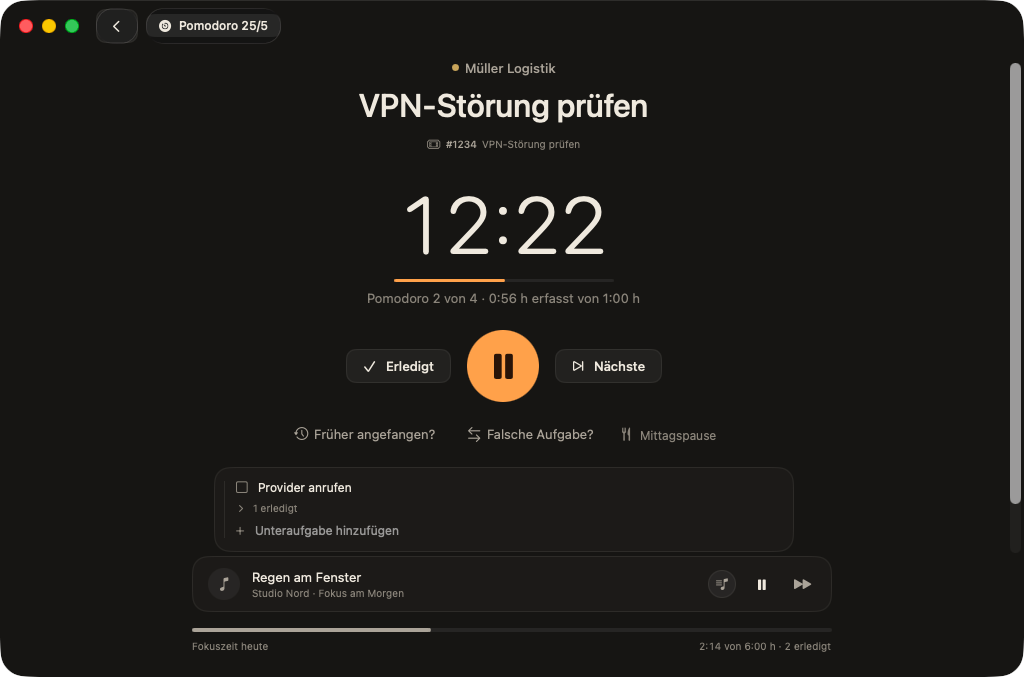 Pomodoro 25/5
Müller Logistik
VPN-Störung prüfen
#1234 VPN-Störung prüfen
12:22
Pomodoro 2 von 4 · 0:56 h erfasst von 1:00 h
Erledigt
Nächste
Früher angefangen?
Falsche Aufgabe?
Mittagspause
Provider anrufen
1 erledigt
Unteraufgabe hinzufügen
Regen am Fenster
Studio Nord · Fokus am Morgen
Fokuszeit heute
2:14 von 6:00 h · 2 erledigt